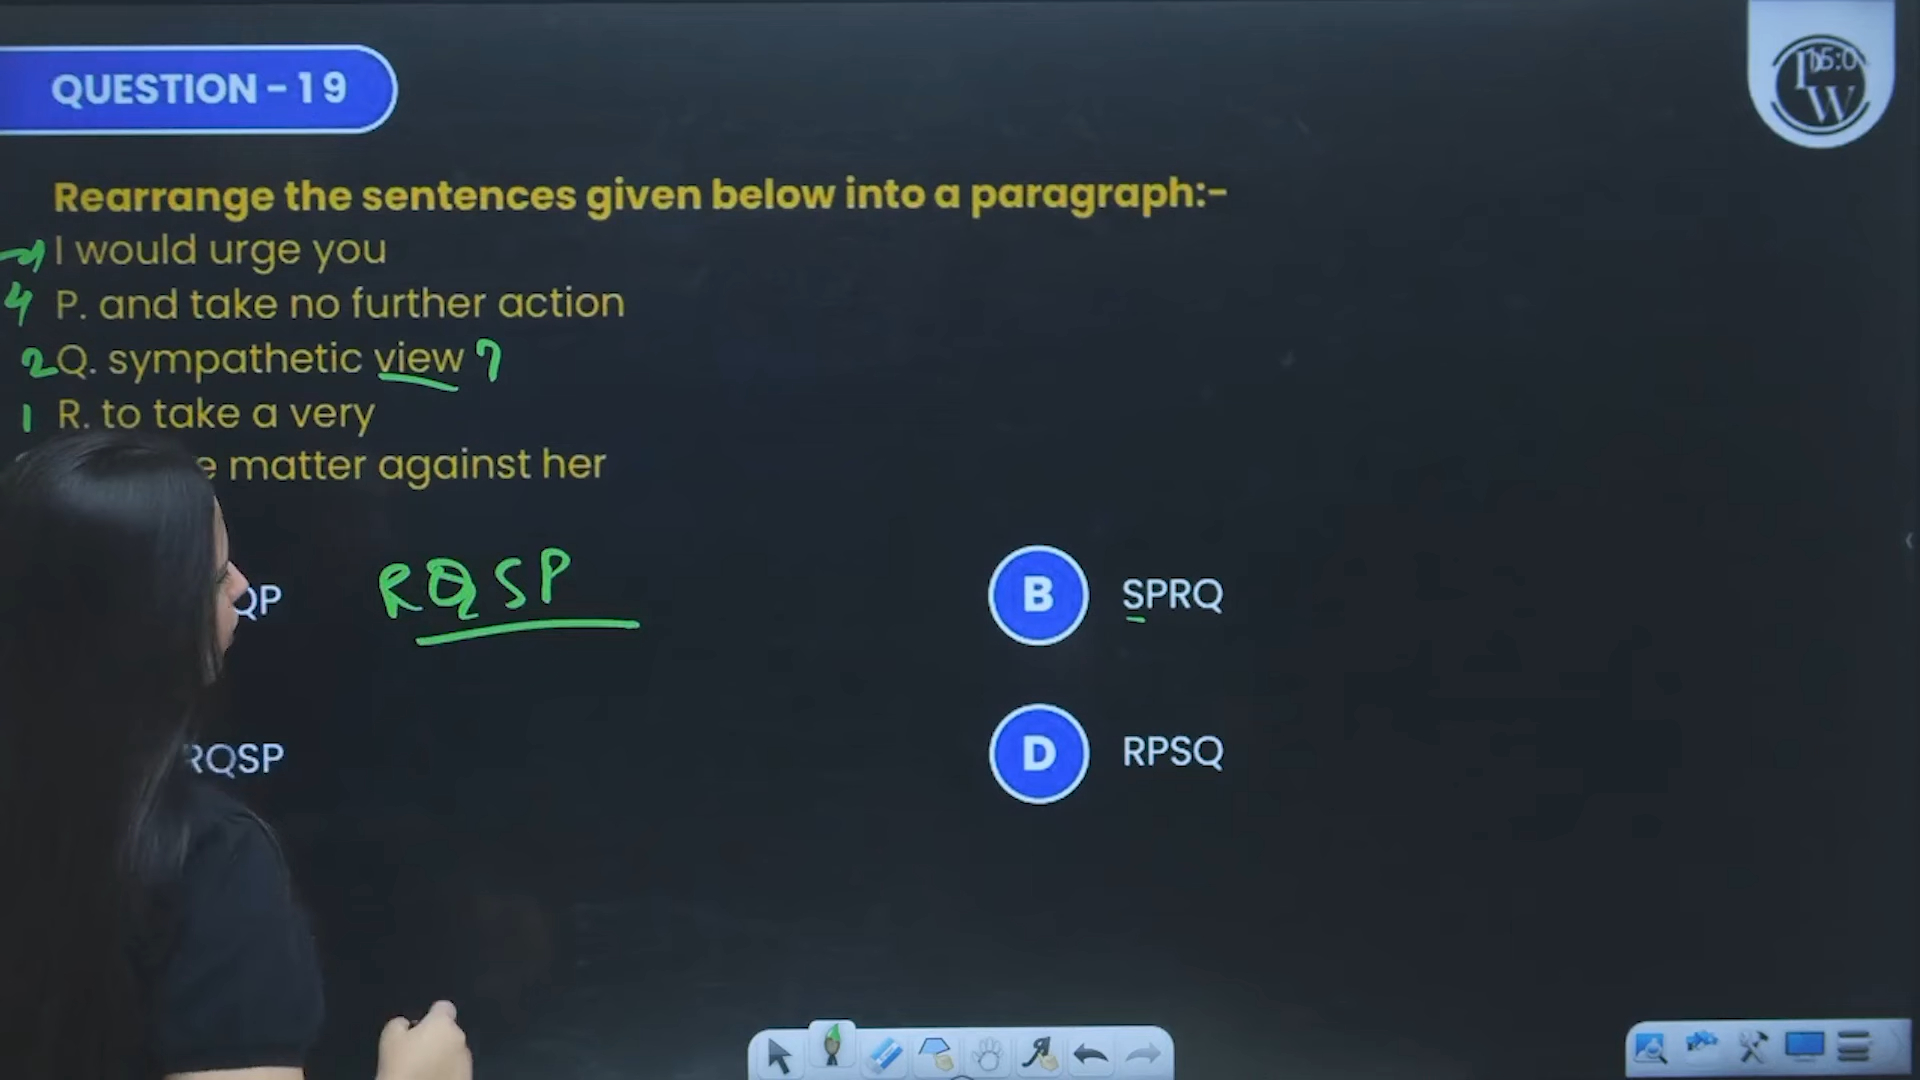 QUESTION - 19
Rearrange the sentences given below into a paragraph:-
I would urge you
4 P. and take no further action
2 Q. sympathetic view
1 R. to take a very
matter against her
QP
RQSP
B SPRQ
RQSP
D RPSQ